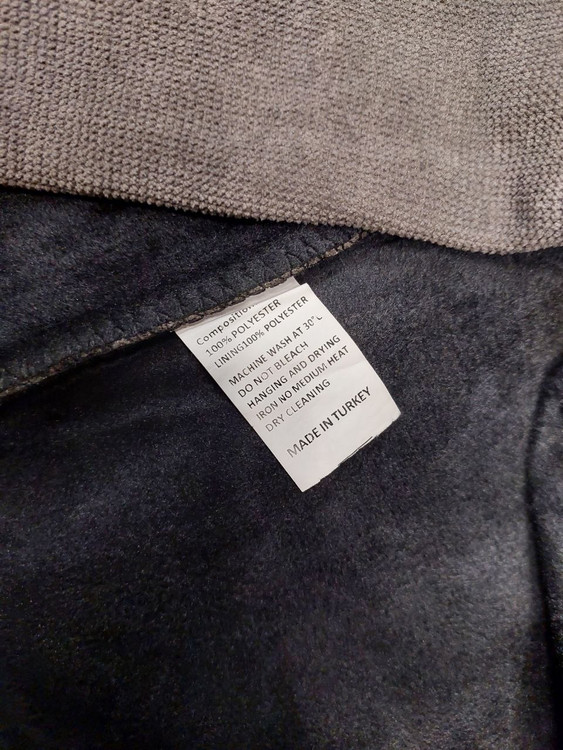 Composition
100% POLYESTER
LINING100% POLYESTER
MACHINE WASH AT 30°C
DO NOT BLEACH
HANGING AND DRYING
IRON NO MEDIUM HEAT
DRY CLEANING
MADE IN TURKEY